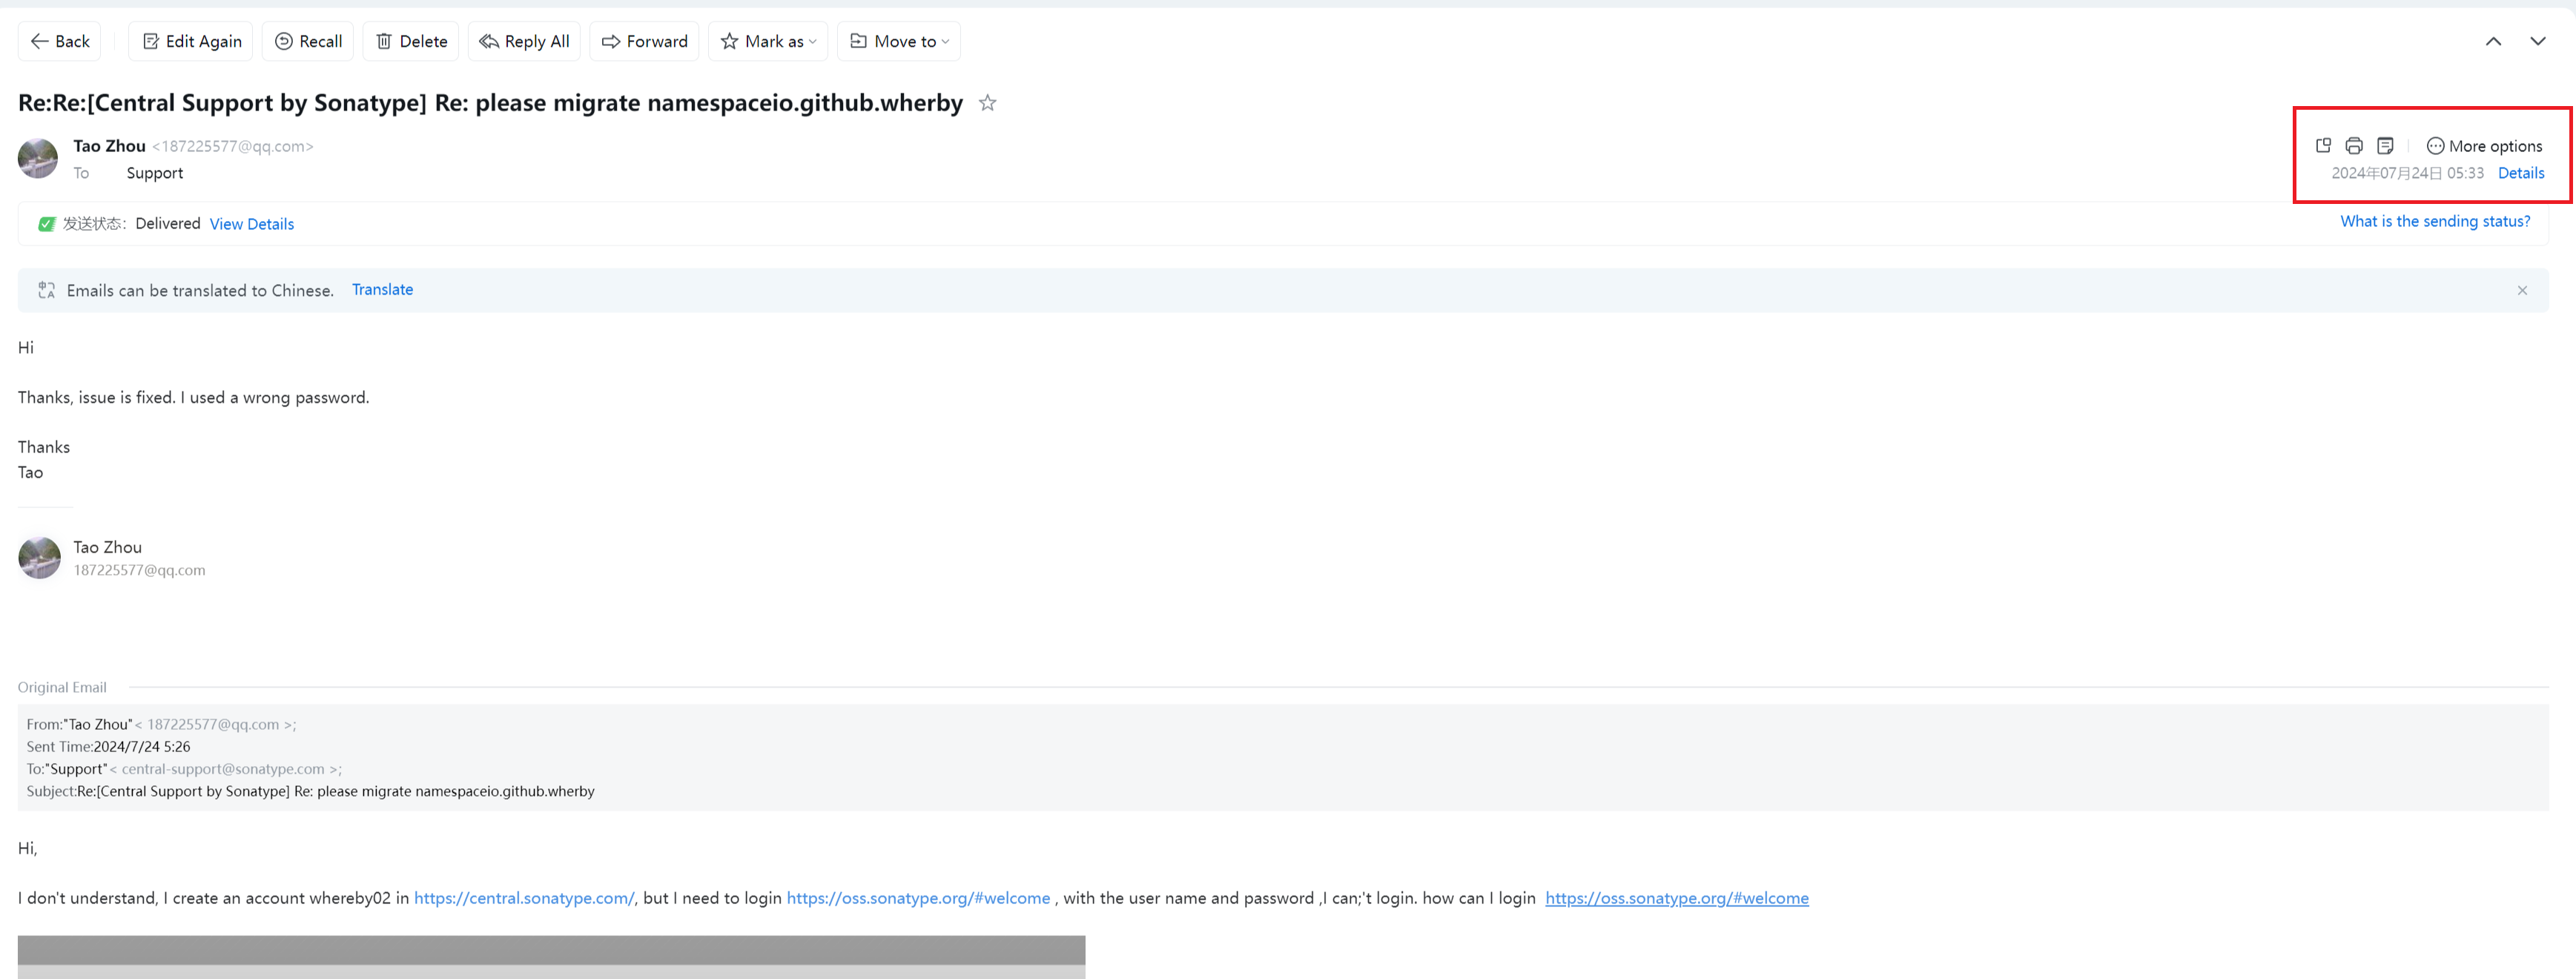 Back Edit Again Recall Delete Reply All Forward Mark as Move to
Re:Re:[Central Support by Sonatype] Re: please migrate namespaceio.github.wherby
Tao Zhou <187225577@qq.com>
More options
To Support
2024年07月24日 05:33 Details
发送状态: Delivered View Details
What is the sending status?
Emails can be translated to Chinese. Translate
Hi
Thanks, issue is fixed. I used a wrong password.
Thanks
Tao
Tao Zhou
187225577@qq.com
Original Email
From:"Tao Zhou"< 187225577@qq.com >;
Sent Time:2024/7/24 5:26
To:"Support"< central-support@sonatype.com >;
Subject:Re:[Central Support by Sonatype] Re: please migrate namespaceio.github.wherby
Hi,
I don't understand, I create an account whereby02 in https://central.sonatype.com/, but I need to login https://oss.sonatype.org/#welcome , with the user name and password ,I can;'t login. how can I login https://oss.sonatype.org/#welcome